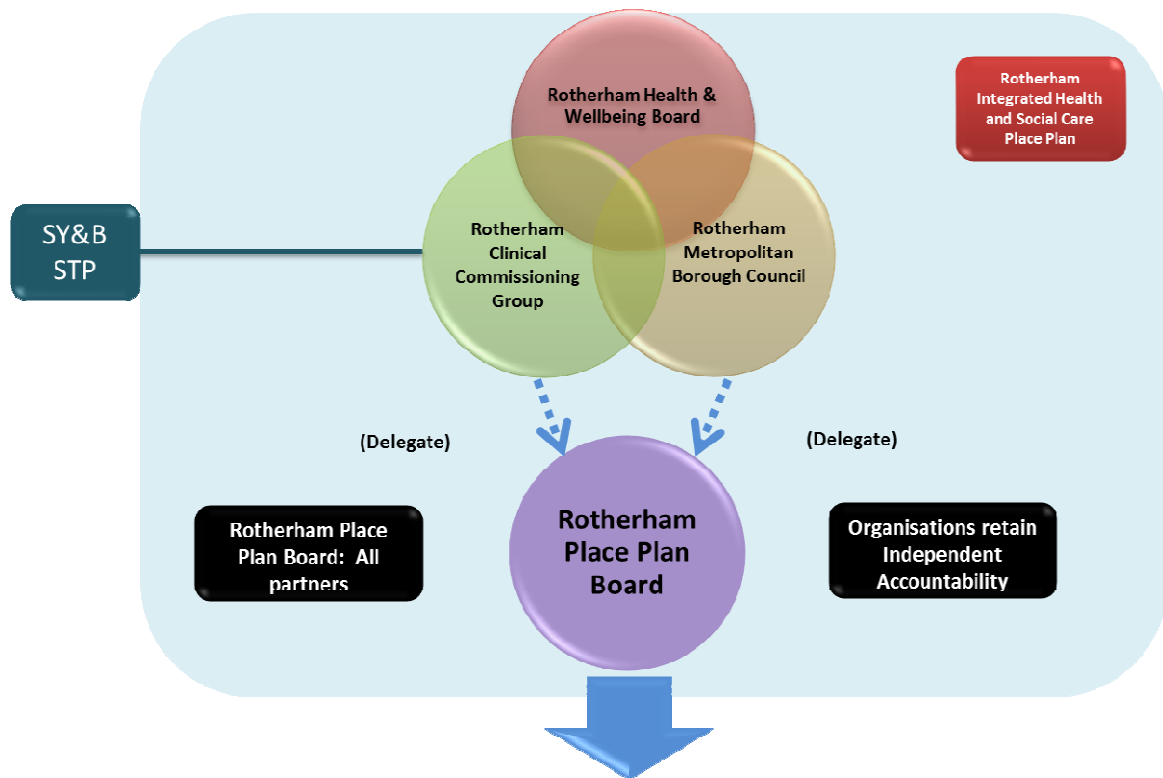 Rotherham Health &
Wellbeing Board
Rotherham
Integrated Health
and Social Care
Place Plan
SY&B
STP
Rotherham
Clinical
Commissioning
Group
Rotherham
Metropolitan
Borough Council
(Delegate)
(Delegate)
Rotherham Place
Plan Board: All
partners
Rotherham
Place Plan
Board
Organisations retain
Independent
Accountability